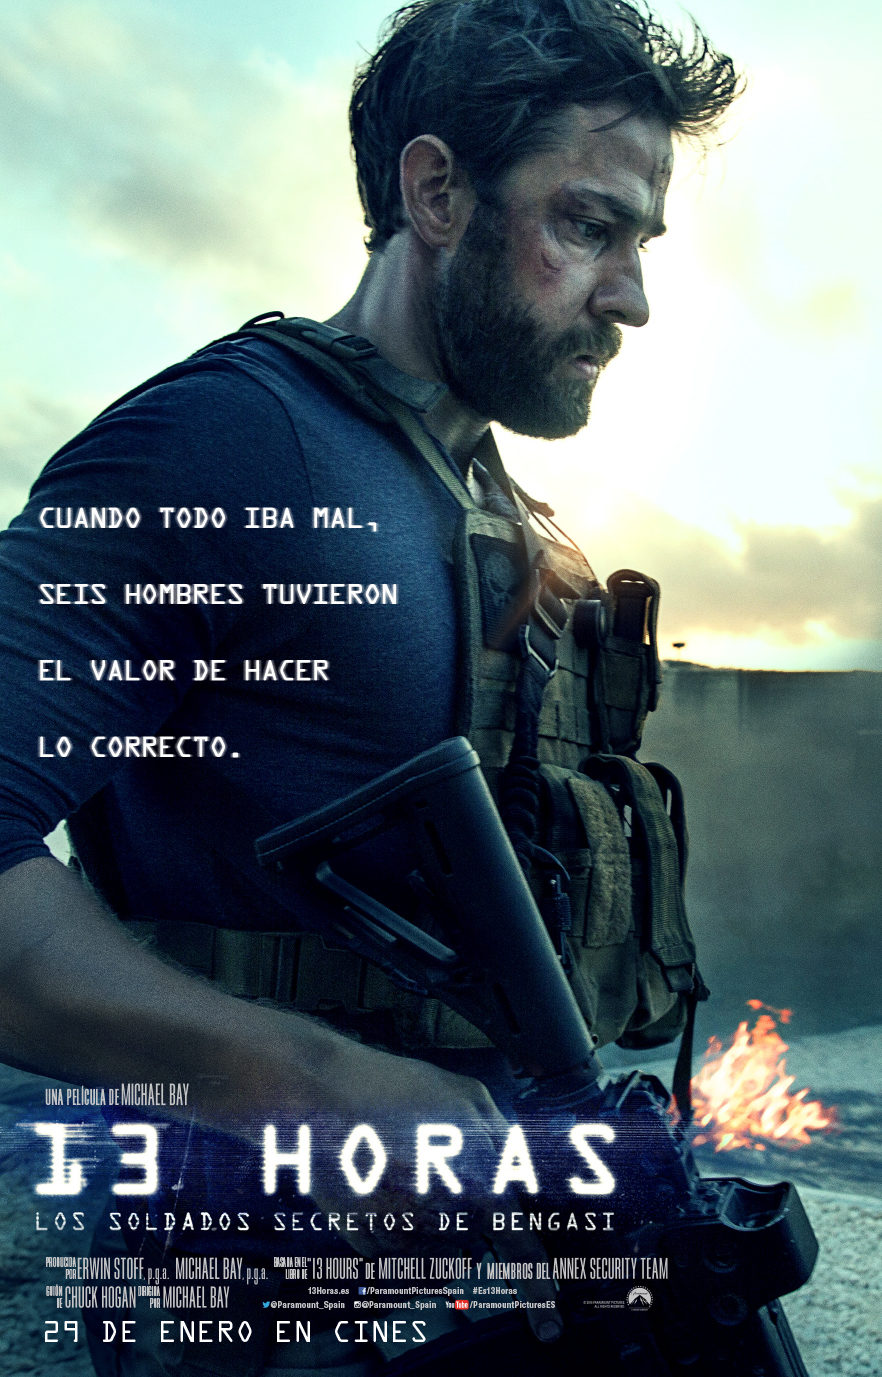 CUANDO TODO IBA MAL,
SEIS HOMBRES TUVIERON
EL VALOR DE HACER
LO CORRECTO.
UNA PELÍCULA DE MICHAEL BAY
13 HORAS
LOS SOLDADOS SECRETOS DE BENGASI
PRODUCIDA POR ERWIN STOFF, p.g.a. MICHAEL BAY, p.g.a. BASADA EN EL LIBRO DE "13 HOURS" DE MITCHELL ZUCKOFF Y MIEMBROS DEL ANNEX SECURITY TEAM
GUIÓN DE CHUCK HOGAN DIRIGIDA POR MICHAEL BAY
13Horas.es /ParamountPicturesSpain #Es13Horas
@Paramount_Spain @Paramount_Spain YouTube /ParamountPicturesES
29 DE ENERO EN CINES